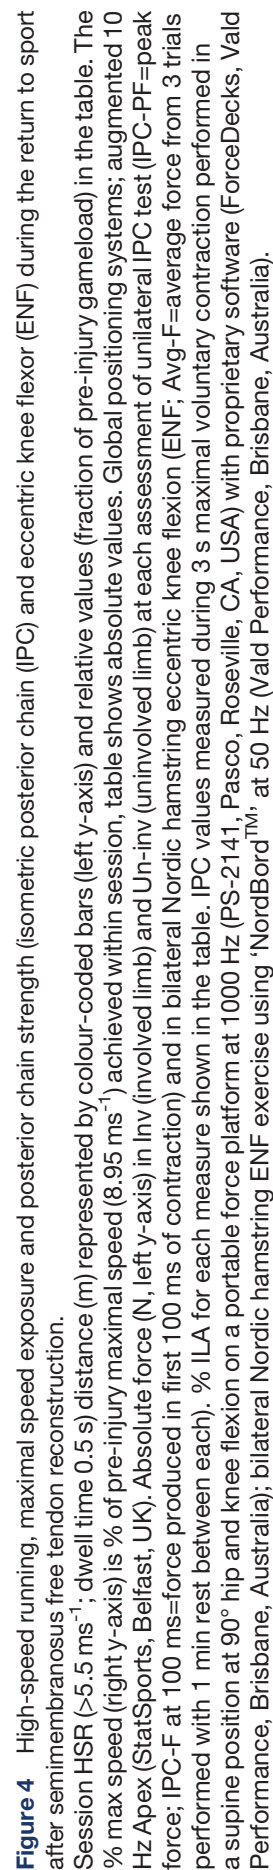 Figure 4 High-speed running, maximal speed exposure and posterior chain strength (isometric posterior chain (IPC) and eccentric knee flexor (ENF) during the return to sport
after semimembranosus free tendon reconstruction.
Session HSR (>5.5 ms⁻¹; dwell time 0.5 s) distance (m) represented by colour-coded bars (left y-axis) and relative values (fraction of pre-injury gameload) in the table. The
% max speed (right y-axis) is % of pre-injury maximal speed (8.95 ms⁻¹) achieved within session, table shows absolute values. Global positioning systems; augmented 10
Hz Apex (StatSports, Belfast, UK). Absolute force (N, left y-axis) in Inv (involved limb) and Un-inv (uninvolved limb) at each assessment of unilateral IPC test (IPC-PF=peak
force; IPC-F at 100 ms=force produced in first 100 ms of contraction) and in bilateral Nordic hamstring eccentric knee flexion (ENF; Avg-F=average force from 3 trials
performed with 1 min rest between each). % ILA for each measure shown in the table. IPC values measured during 3 s maximal voluntary contraction performed in
a supine position at 90° hip and knee flexion on a portable force platform at 1000 Hz (PS-2141, Pasco, Roseville, CA, USA) with proprietary software (ForceDecks, Vald
Performance, Brisbane, Australia); bilateral Nordic hamstring ENF exercise using 'NordBord™' at 50 Hz (Vald Performance, Brisbane, Australia).